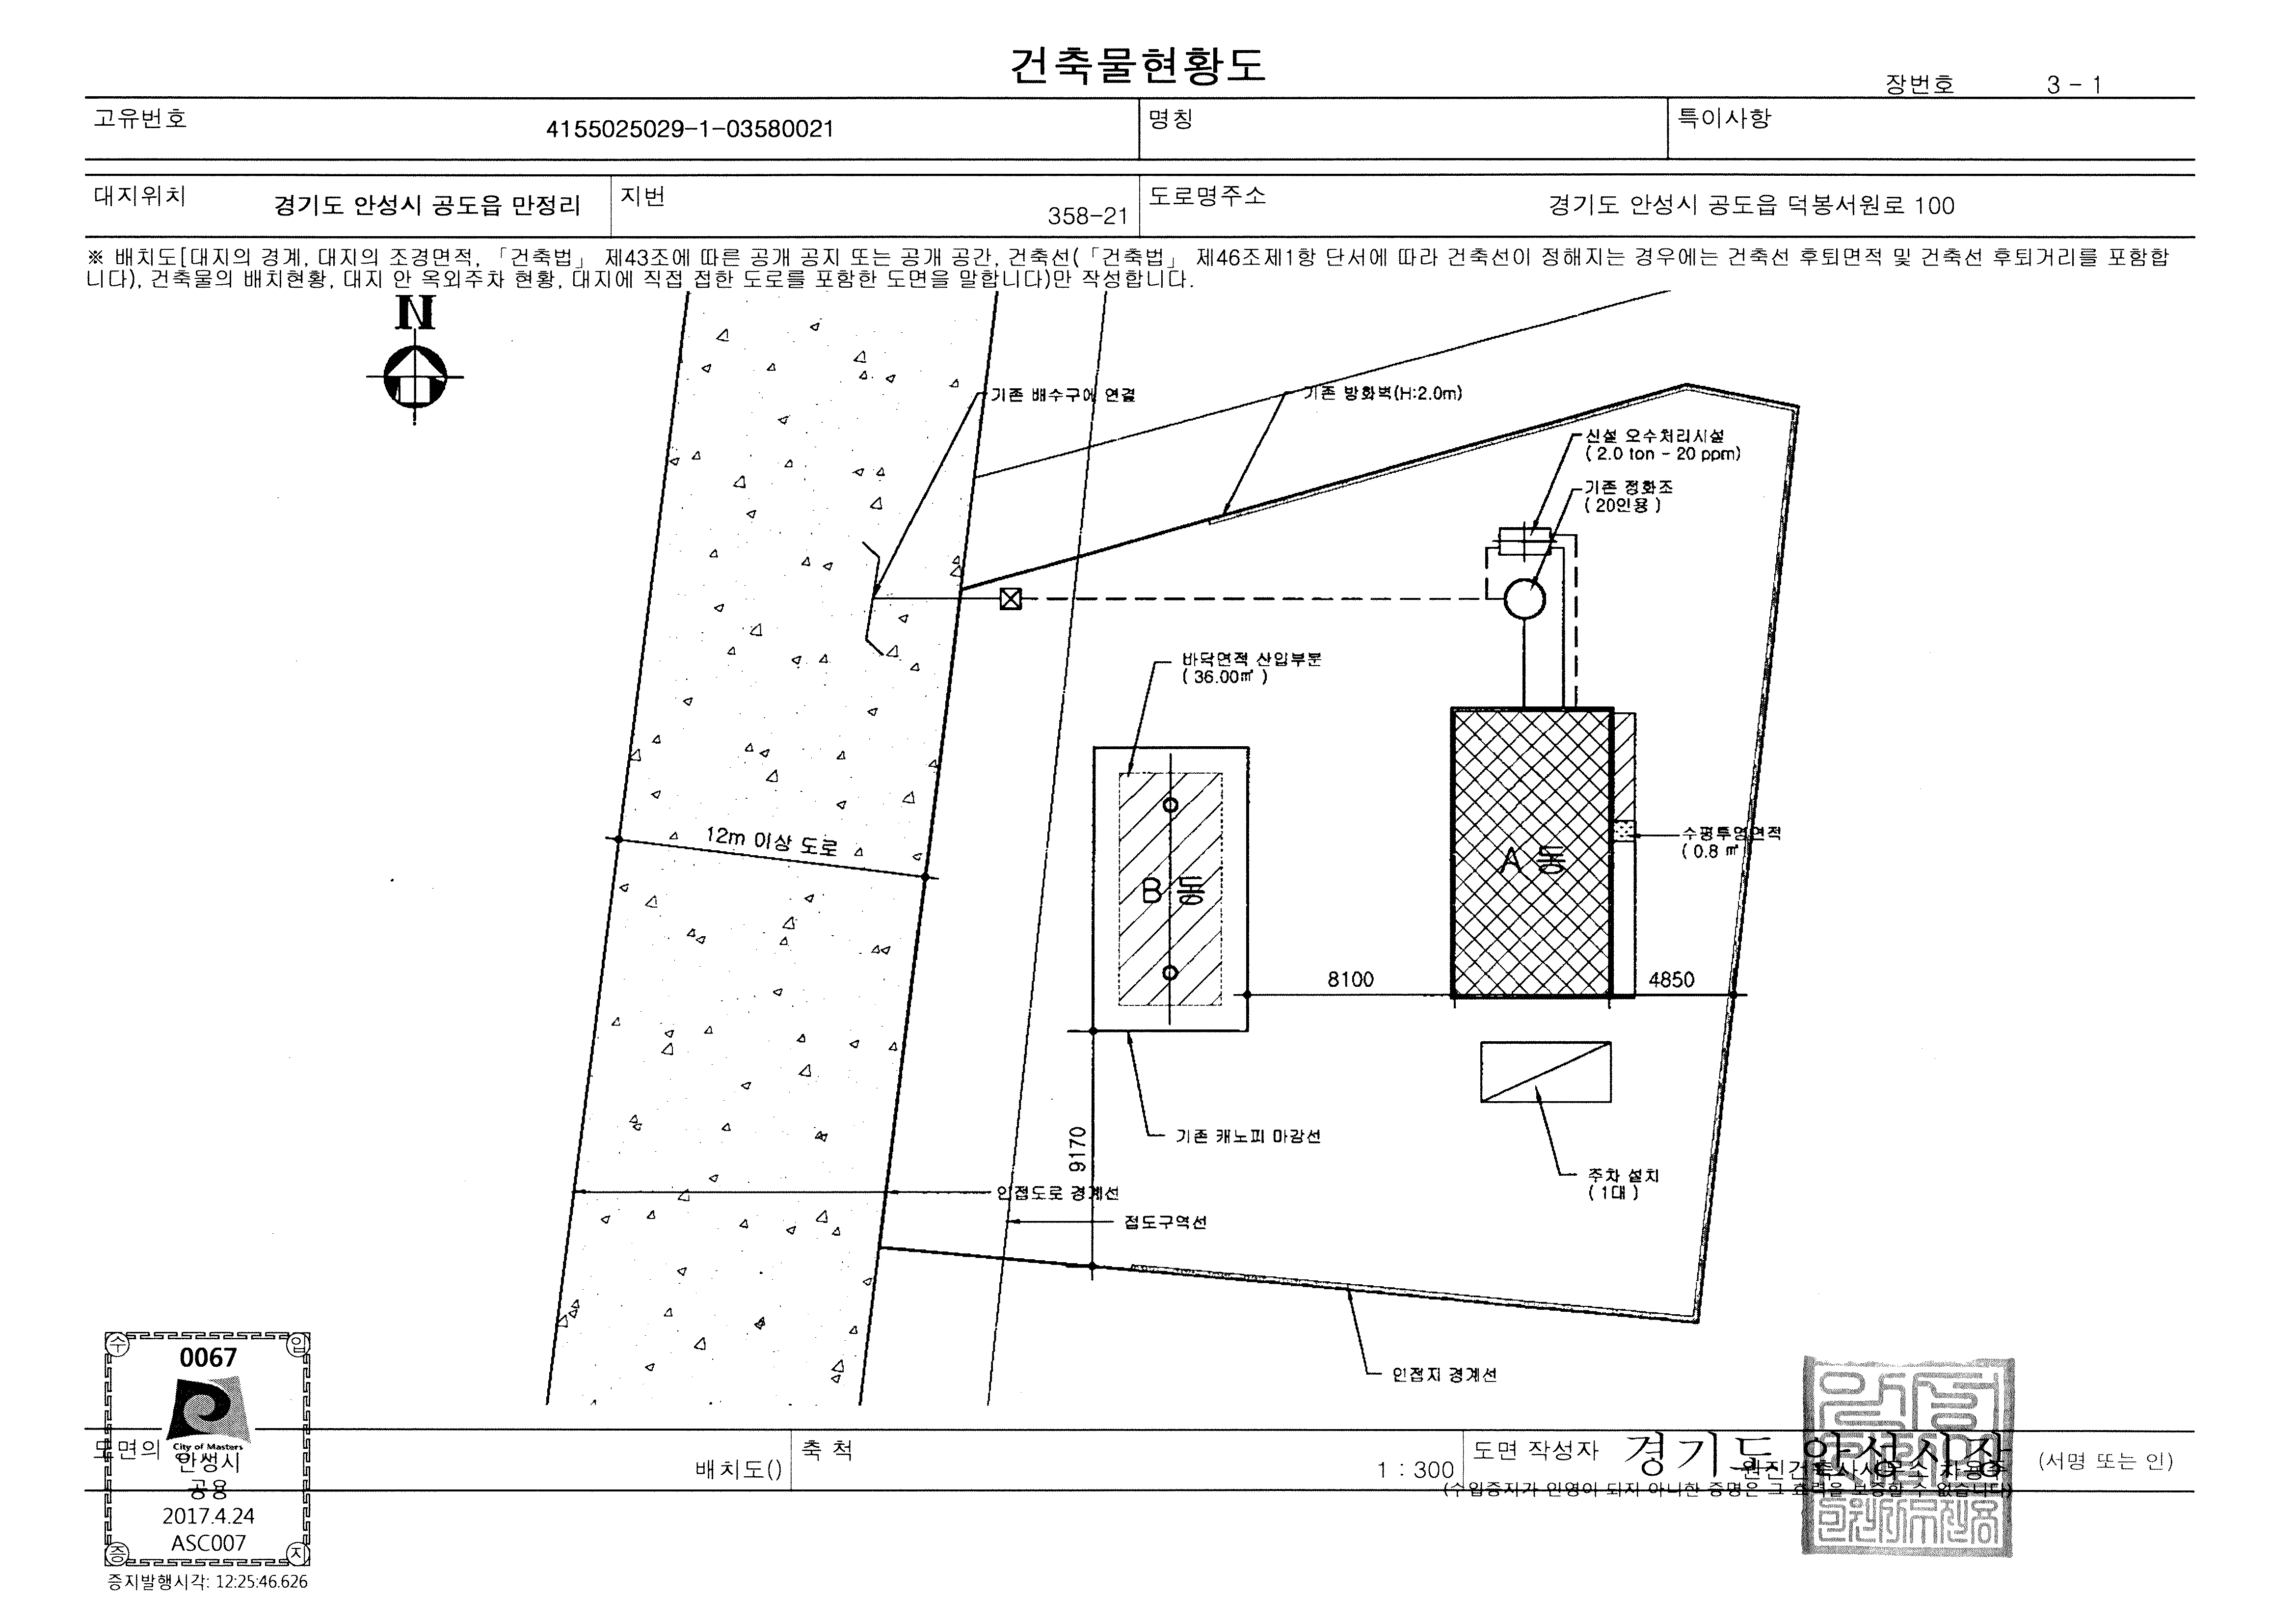 건축물현황도
장번호 3 - 1
고유번호 4155025029-1-03580021
명칭
특이사항
대지위치 경기도 안성시 공도읍 만정리
지번 358-21
도로명주소 경기도 안성시 공도읍 덕봉서원로 100
※ 배치도[대지의 경계, 대지의 조경면적, 「건축법」 제43조에 따른 공개 공지 또는 공개 공간, 건축선(「건축법」 제46조제1항 단서에 따라 건축선이 정해지는 경우에는 건축선 후퇴면적 및 건축선 후퇴거리를 포함합
니다), 건축물의 배치현황, 대지 안 옥외주차 현황, 대지에 직접 접한 도로를 포함한 도면을 말합니다)만 작성합니다.
N
기존 배수구에 연결
기존 방화벽(H:2.0m)
신설 오수처리시설
( 2.0 ton - 20 ppm)
기존 정화조
( 20인용 )
바닥면적 산입부분
( 36.00㎡ )
12m 이상 도로
수평투영면적
( 0.8 ㎡
A 동
B 동
8100
4850
9170
기존 캐노피 마감선
주차 설치
( 1대 )
인접도로 경계선
접도구역선
인접지 경계선
수 입
0067
City of Masters
안성시
공용
2017.4.24
ASC007
증 지
증지발행시각: 12:25:46.626
도면의
배치도()
축 척
1 : 300
도면 작성자
경기도 안성시장
(서명 또는 인)
(수입증지가 인영이 되지 아니한 증명은 그 효력을 보증할 수 없습니다)